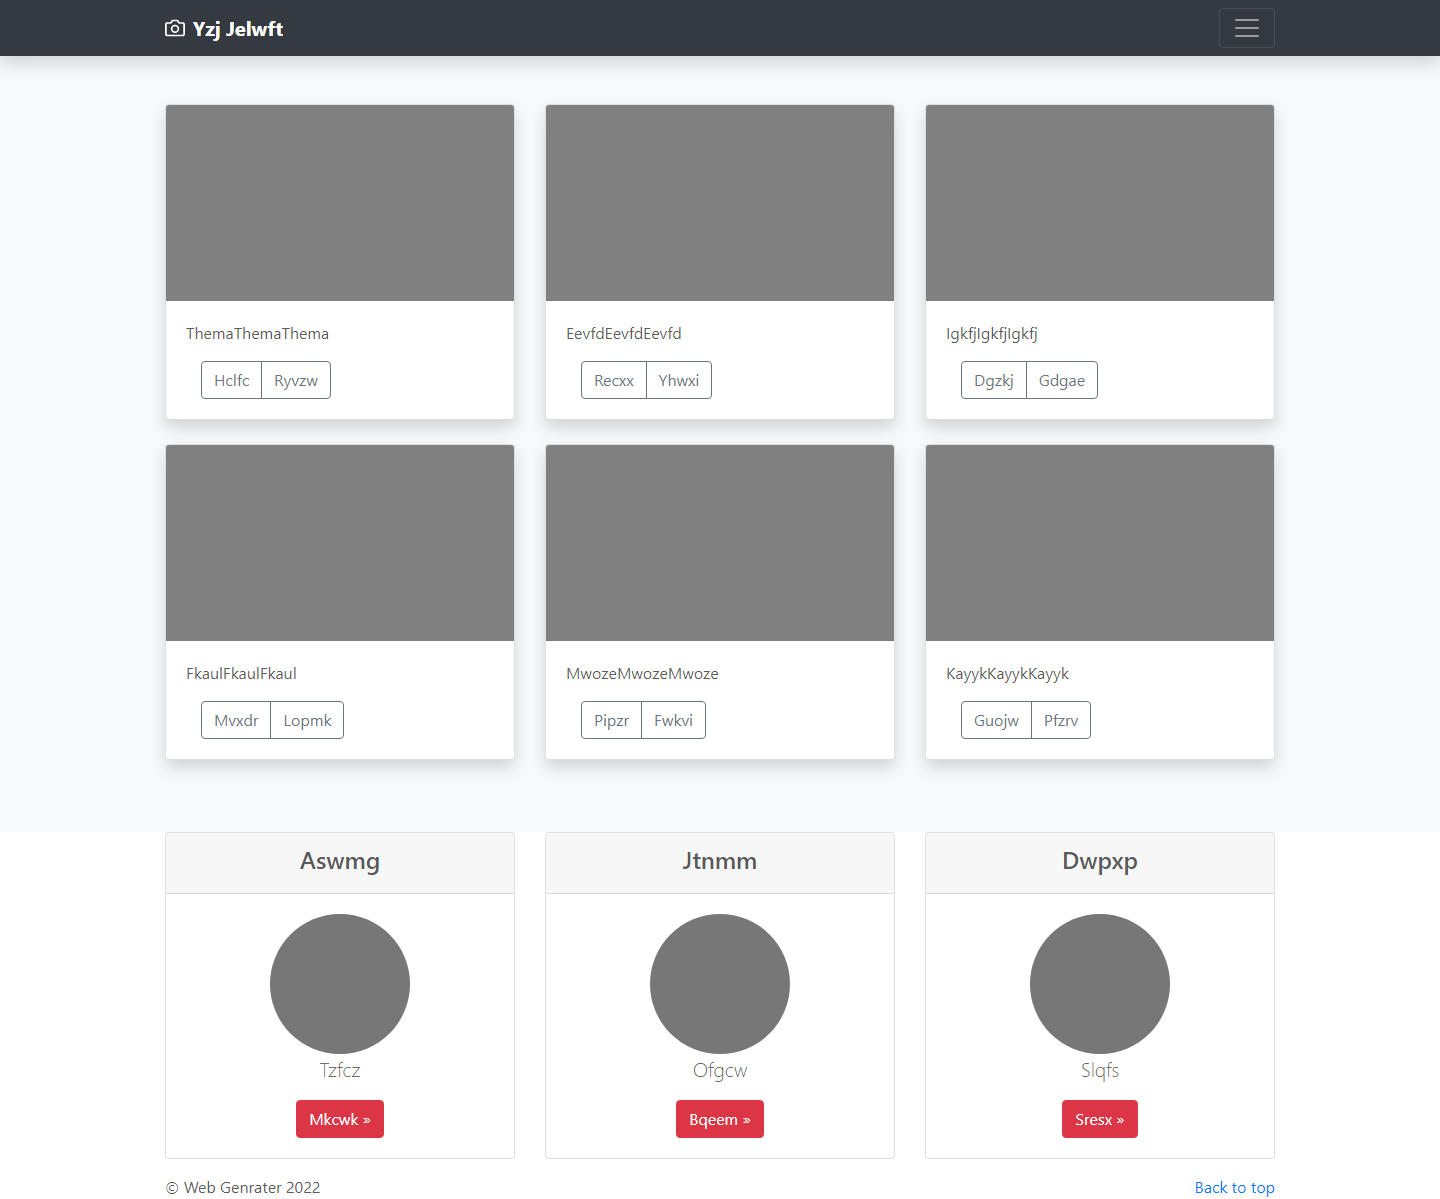 Yzj Jelwft
ThemaThemaThema
Hclfc Ryvzw
EevfdEevfdEevfd
Recxx Yhwxi
IgkfjIgkfjIgkfj
Dgzkj Gdgae
FkaulFkaulFkaul
Mvxdr Lopmk
MwozeMwozeMwoze
Pipzr Fwkvi
KayykKayykKayyk
Guojw Pfzrv
Aswmg
Tzfcz
Mkcwk »
Jtnmm
Ofgcw
Bqeem »
Dwpxp
Slqfs
Sresx »
© Web Genrater 2022
Back to top